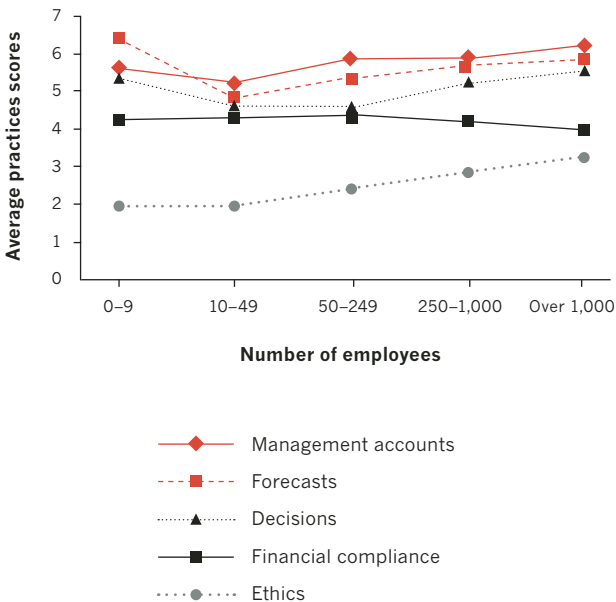 Average practices scores
7
6
5
4
3
2
1
0
0–9 10–49 50–249 250–1,000 Over 1,000
Number of employees
Management accounts
Forecasts
Decisions
Financial compliance
Ethics